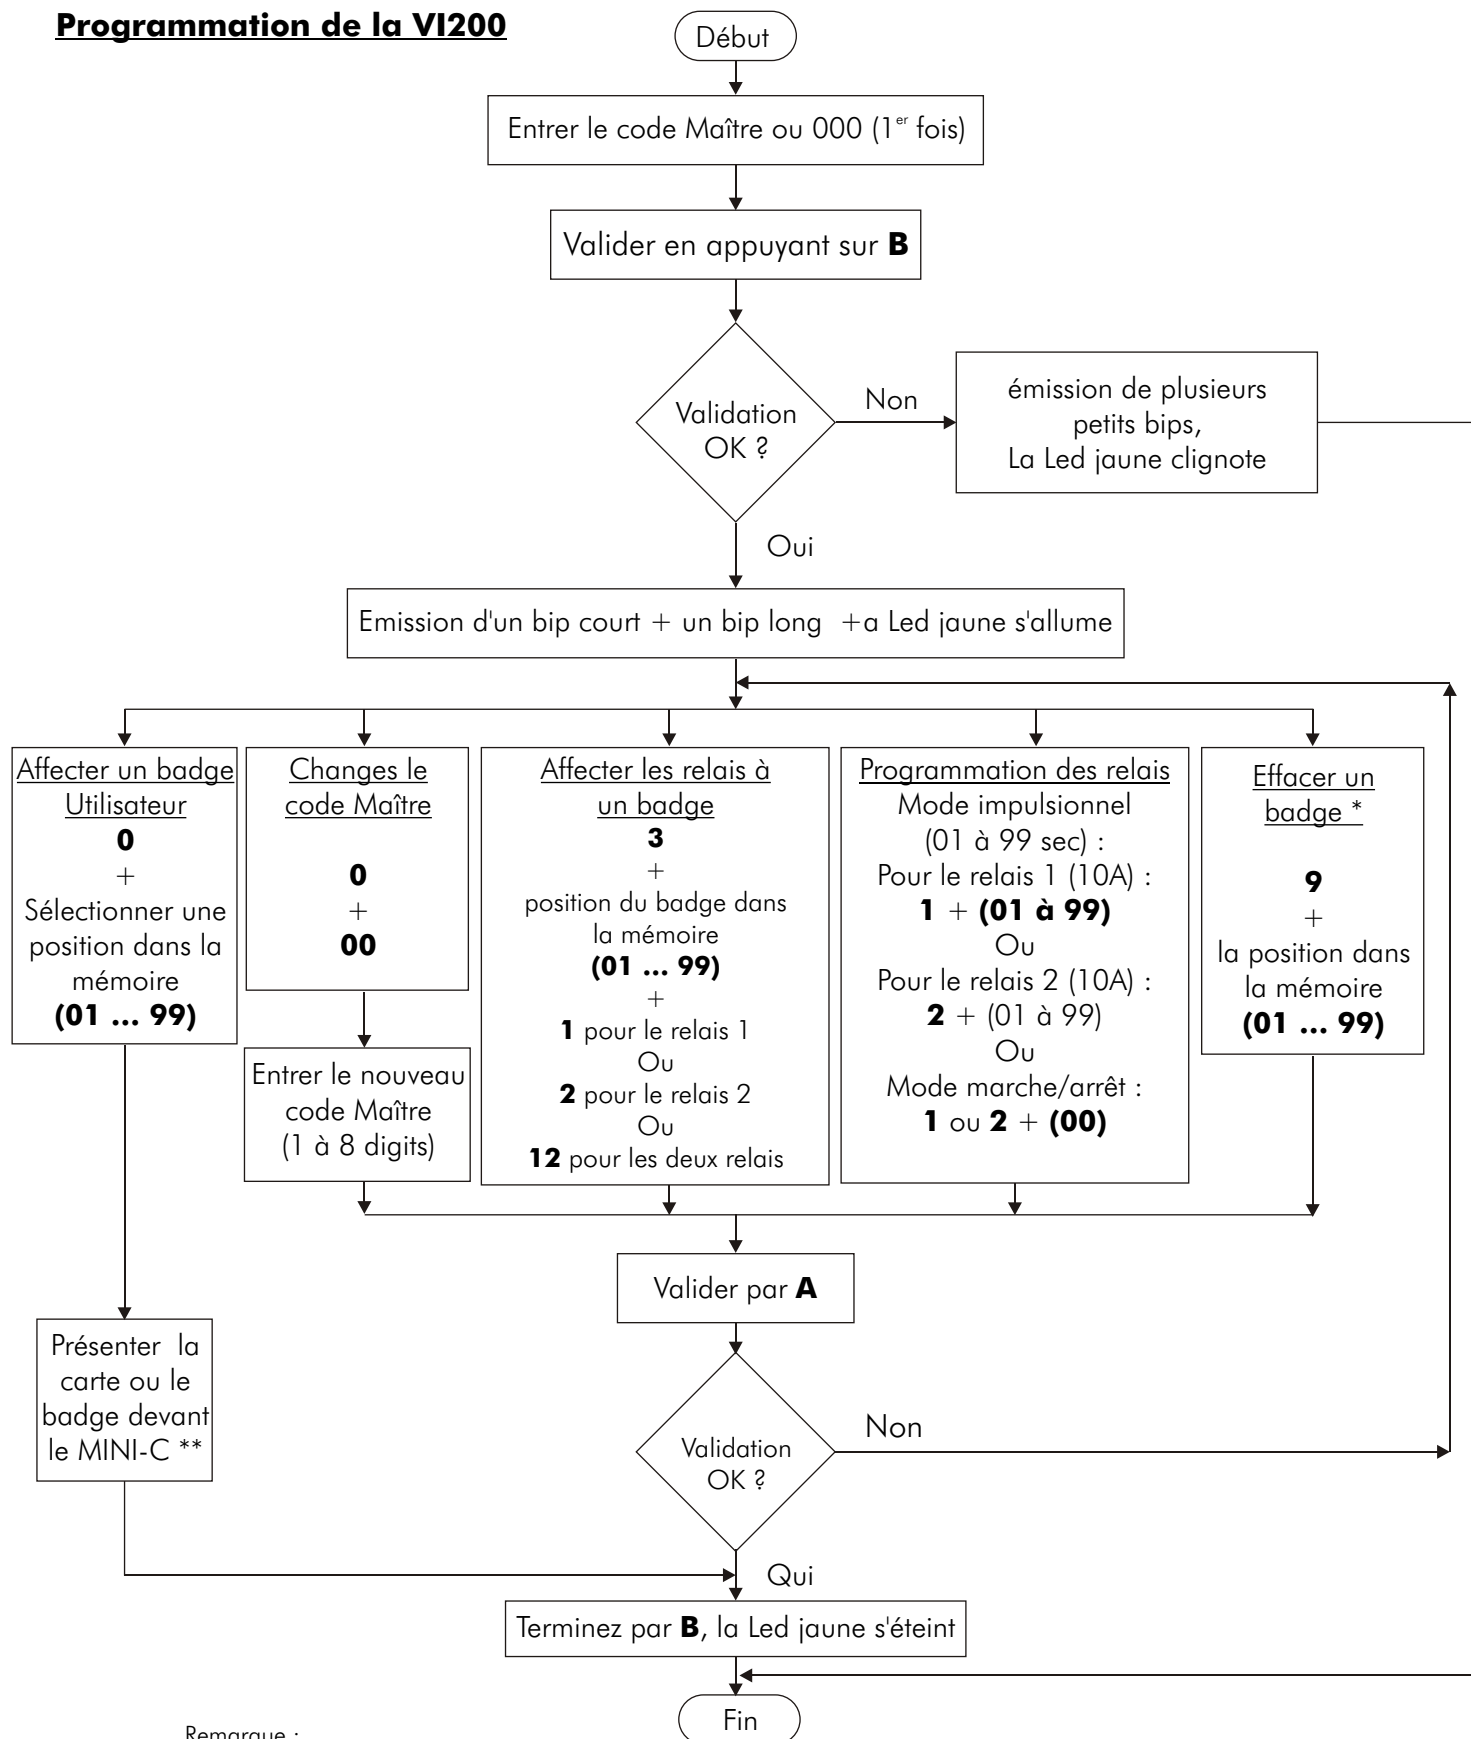 Programmation de la VI200
Début
Entrer le code Maître ou 000 (1er fois)
Valider en appuyant sur B
Validation
OK ?
Non
émission de plusieurs
petits bips,
La Led jaune clignote
Oui
Emission d'un bip court + un bip long +a Led jaune s'allume
Affecter un badge
Utilisateur
0
+
Sélectionner une
position dans la
mémoire
(01 ... 99)
Changes le
code Maître
0
+
00
Entrer le nouveau
code Maître
(1 à 8 digits)
Affecter les relais à
un badge
3
+
position du badge dans
la mémoire
(01 ... 99)
+
1 pour le relais 1
Ou
2 pour le relais 2
Ou
12 pour les deux relais
Programmation des relais
Mode impulsionnel
(01 à 99 sec) :
Pour le relais 1 (10A) :
1 + (01 à 99)
Ou
Pour le relais 2 (10A) :
2 + (01 à 99)
Ou
Mode marche/arrêt :
1 ou 2 + (00)
Effacer un
badge *
9
+
la position dans
la mémoire
(01 ... 99)
Valider par A
Présenter la
carte ou le
badge devant
le MINI-C **
Validation
OK ?
Non
Qui
Terminez par B, la Led jaune s'éteint
Fin
Remarque :